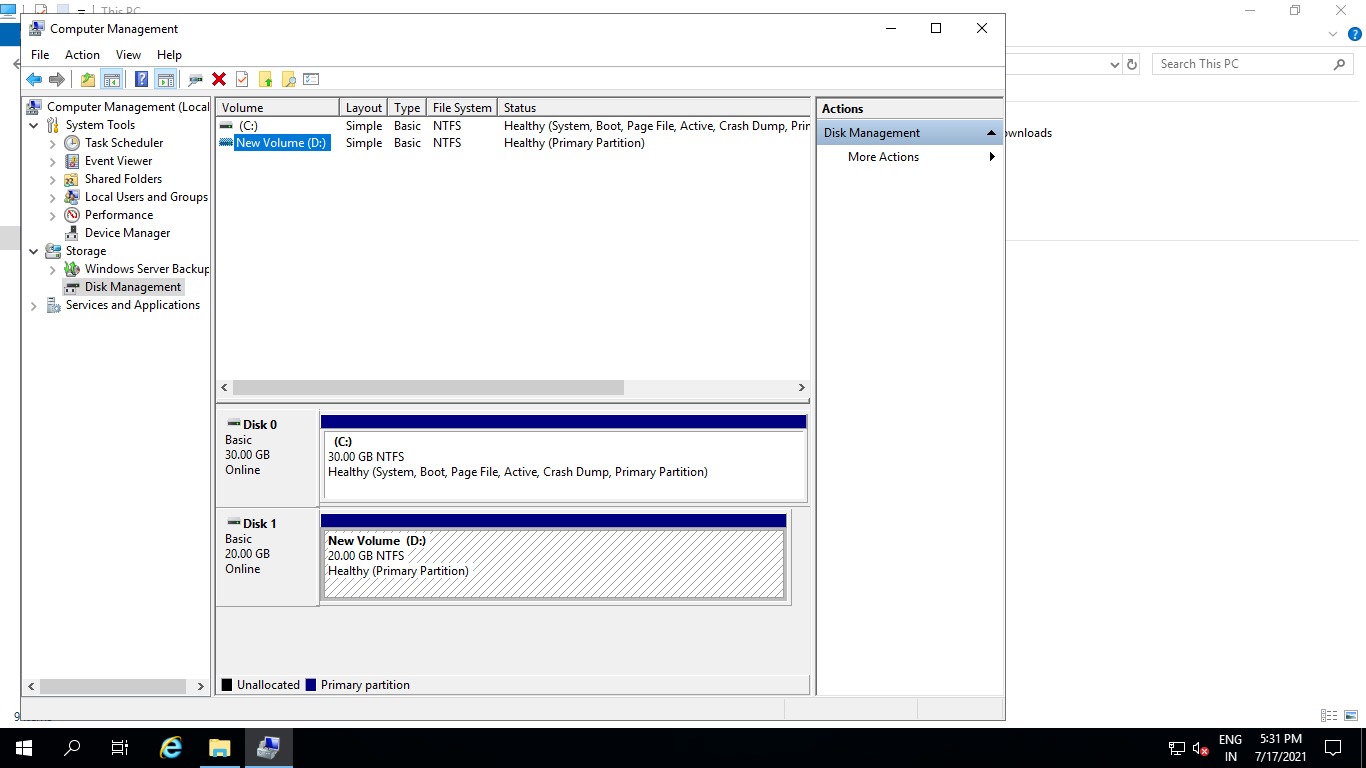 This PC
Computer Management
File Action View Help
Search This PC
Computer Management (Local
System Tools
Task Scheduler
Event Viewer
Shared Folders
Local Users and Groups
Performance
Device Manager
Storage
Windows Server Backup
Disk Management
Services and Applications
Volume Layout Type File System Status
(C:) Simple Basic NTFS Healthy (System, Boot, Page File, Active, Crash Dump, Prin
New Volume (D:) Simple Basic NTFS Healthy (Primary Partition)
Actions
Disk Management
More Actions
wnloads
Disk 0
Basic
30.00 GB
Online
(C:)
30.00 GB NTFS
Healthy (System, Boot, Page File, Active, Crash Dump, Primary Partition)
Disk 1
Basic
20.00 GB
Online
New Volume (D:)
20.00 GB NTFS
Healthy (Primary Partition)
Unallocated Primary partition
ENG
IN
5:31 PM
7/17/2021